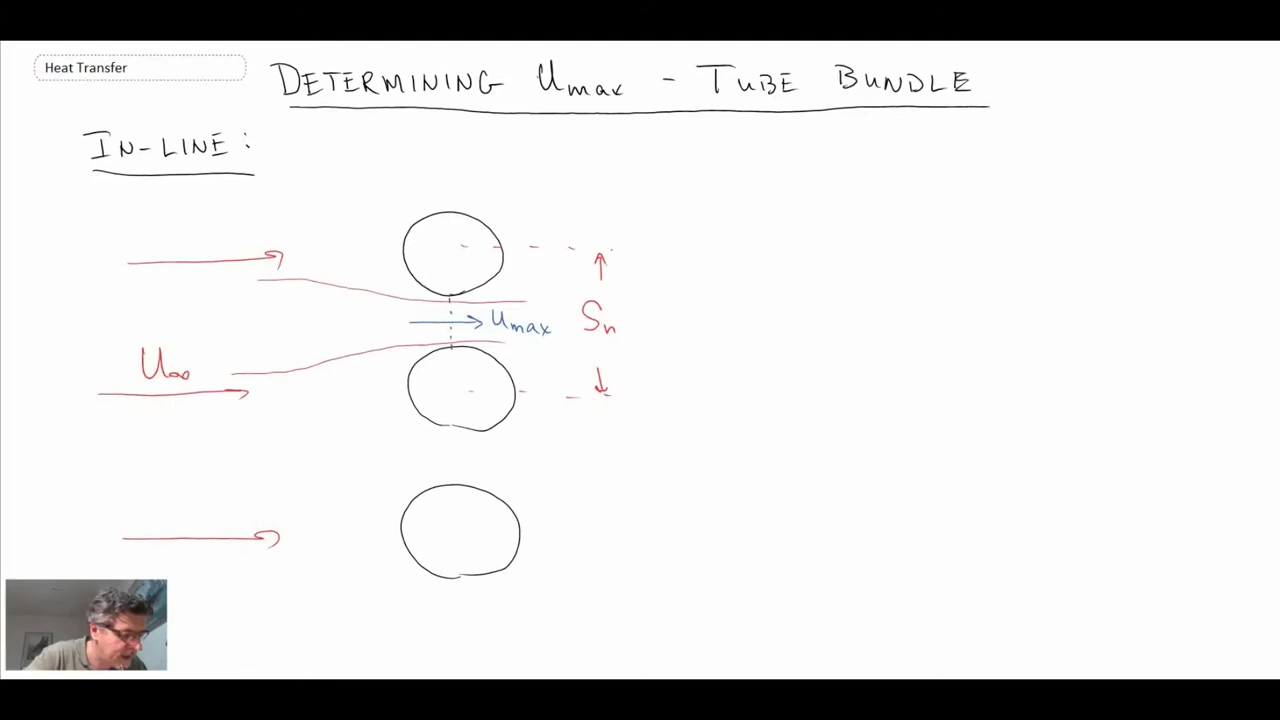 Heat Transfer
DETERMINING Umax - TUBE BUNDLE
IN-LINE:
Umax
Sn
U∞